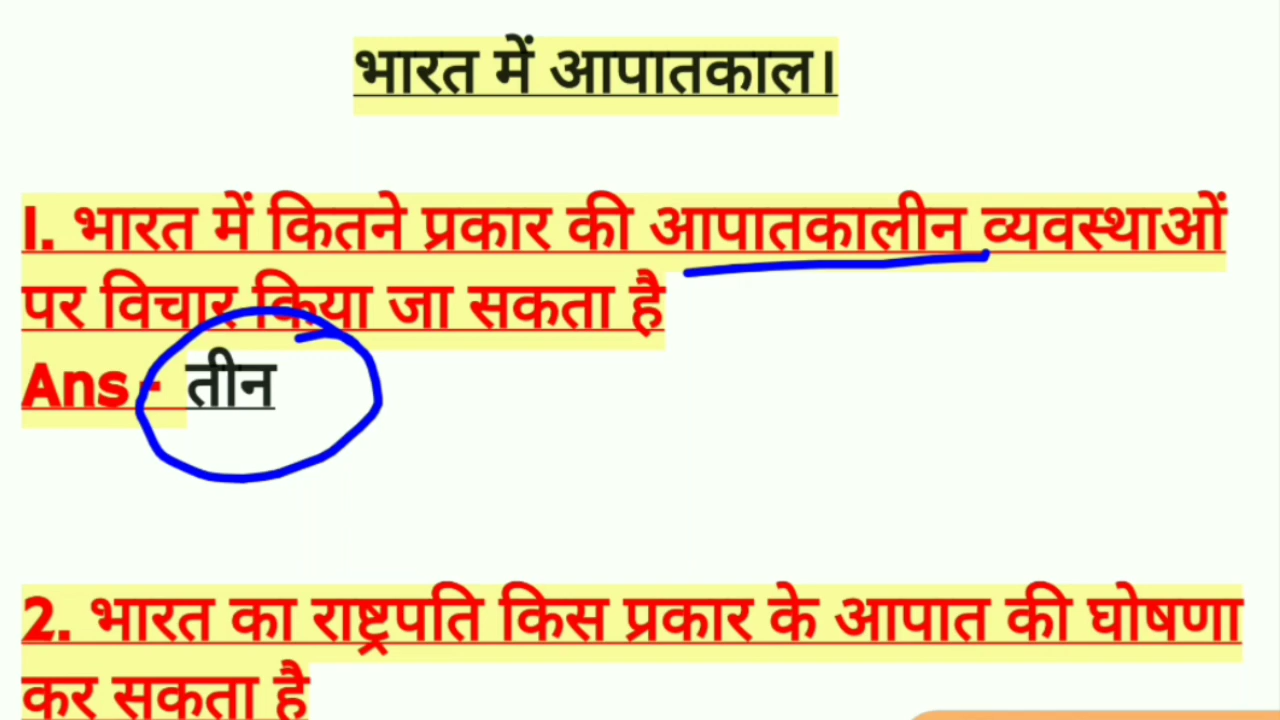 भारत में आपातकाल।
I. भारत में कितने प्रकार की आपातकालीन व्यवस्थाओं
पर विचार किया जा सकता है
Ans - तीन
2. भारत का राष्ट्रपति किस प्रकार के आपात की घोषणा
कर सकता है